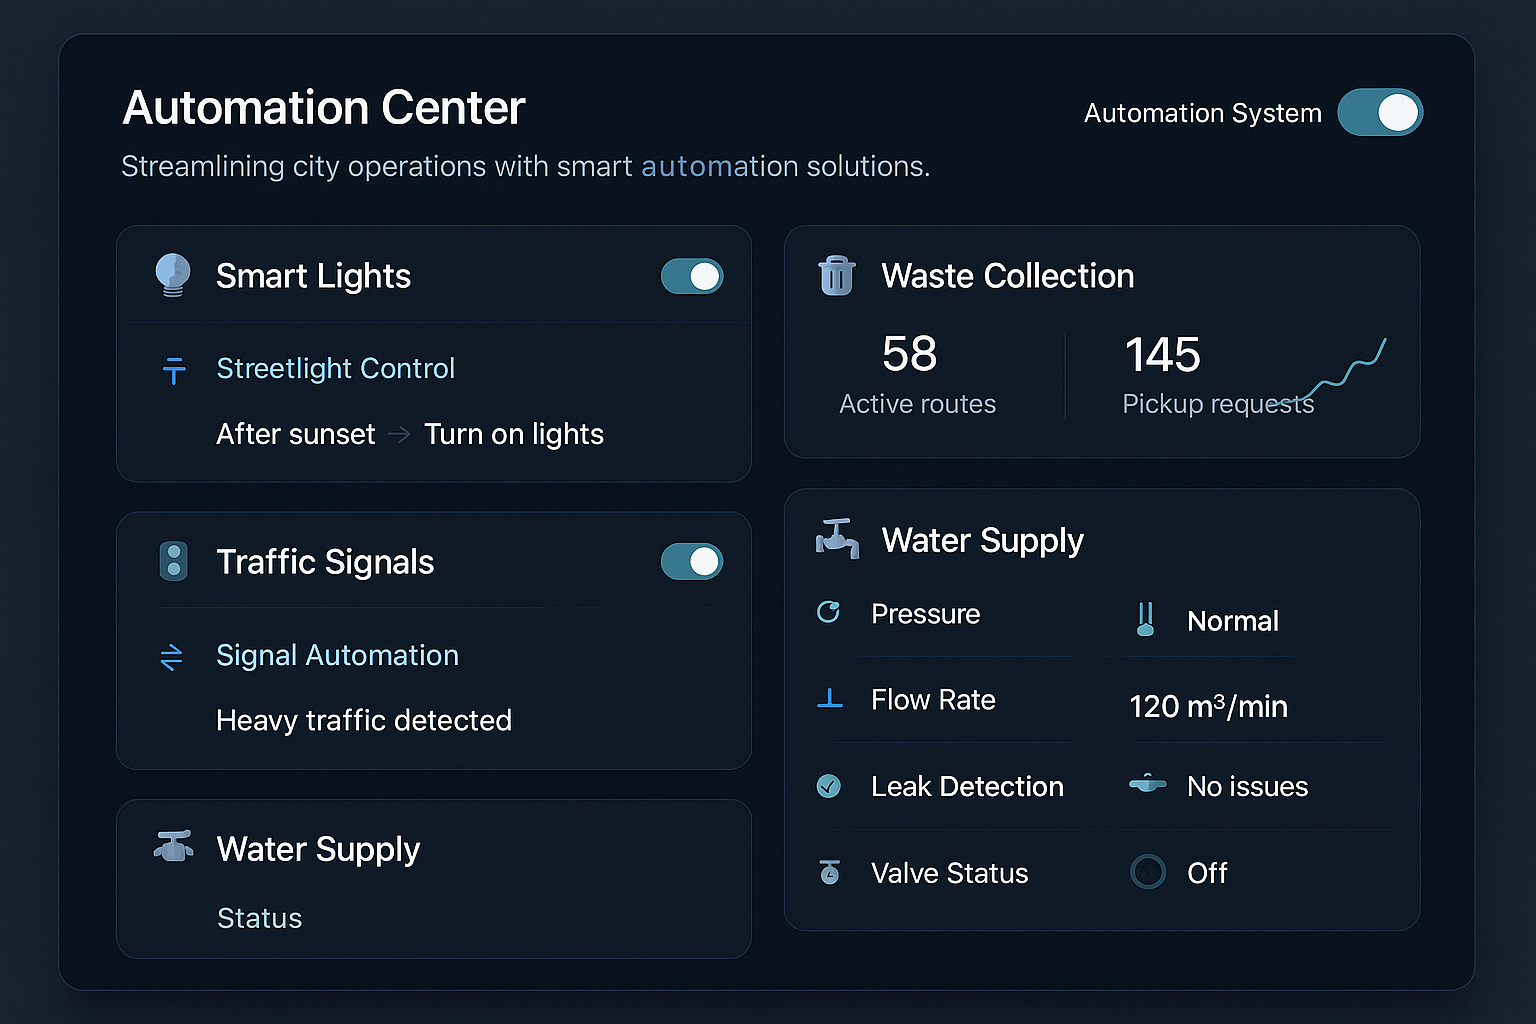 Automation Center
Automation System
Streamlining city operations with smart automation solutions.
Smart Lights
Streetlight Control
After sunset → Turn on lights
Traffic Signals
Signal Automation
Heavy traffic detected
Water Supply
Status
Waste Collection
58
Active routes
145
Pickup requests
Water Supply
Pressure
Normal
Flow Rate
120 m³/min
Leak Detection
No issues
Valve Status
Off